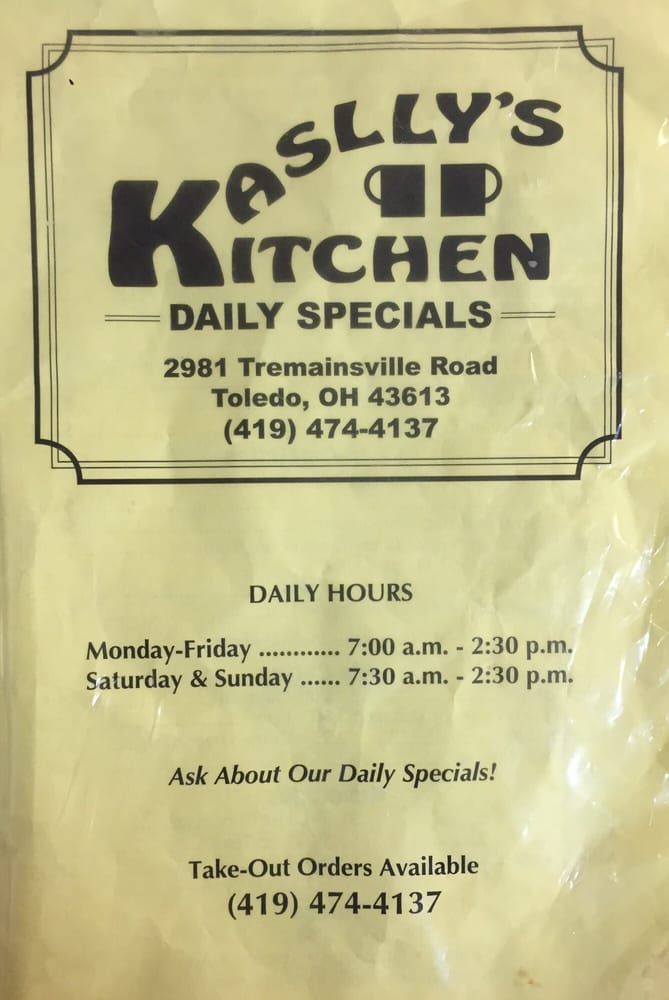 KASLLY'S
KITCHEN
DAILY SPECIALS
2981 Tremainsville Road
Toledo, OH 43613
(419) 474-4137
DAILY HOURS
Monday-Friday ............ 7:00 a.m. - 2:30 p.m.
Saturday & Sunday ...... 7:30 a.m. - 2:30 p.m.
Ask About Our Daily Specials!
Take-Out Orders Available
(419) 474-4137